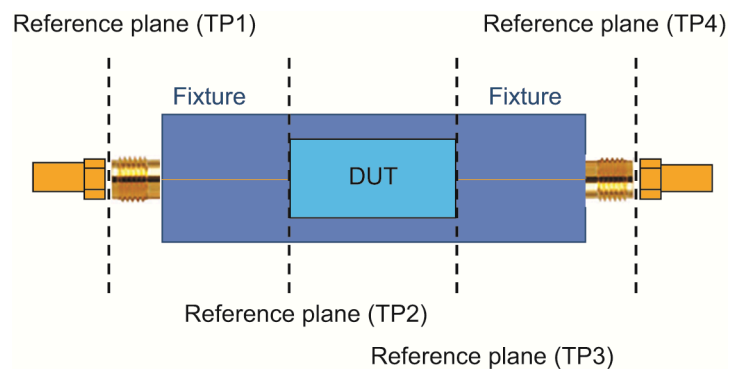 Reference plane (TP1)
Reference plane (TP4)
Fixture
Fixture
DUT
Reference plane (TP2)
Reference plane (TP3)